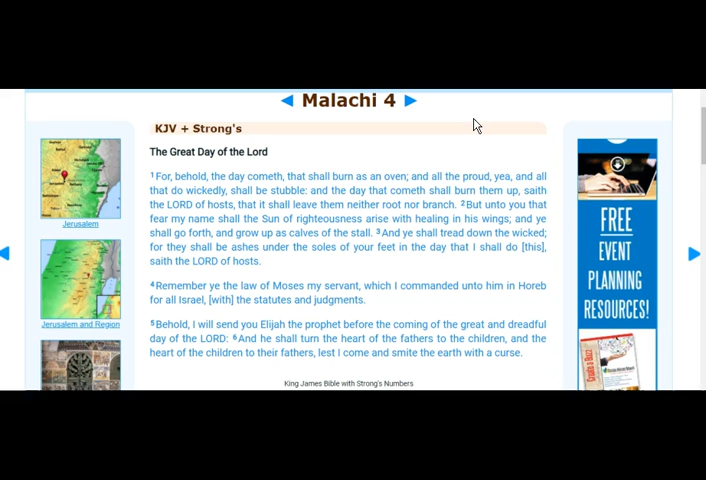 Malachi 4
KJV + Strong's
The Great Day of the Lord
1For, behold, the day cometh, that shall burn as an oven; and all the proud, yea, and all
that do wickedly, shall be stubble: and the day that cometh shall burn them up, saith
the LORD of hosts, that it shall leave them neither root nor branch. 2But unto you that
fear my name shall the Sun of righteousness arise with healing in his wings; and ye
shall go forth, and grow up as calves of the stall. 3And ye shall tread down the wicked;
for they shall be ashes under the soles of your feet in the day that I shall do [this],
saith the LORD of hosts.
4Remember ye the law of Moses my servant, which I commanded unto him in Horeb
for all Israel, [with] the statutes and judgments.
5Behold, I will send you Elijah the prophet before the coming of the great and dreadful
day of the LORD: 6And he shall turn the heart of the fathers to the children, and the
heart of the children to their fathers, lest I come and smite the earth with a curse.
King James Bible with Strong's Numbers
Jerusalem
Jerusalem and Region
FREE
EVENT
PLANNING
RESOURCES!
Create a Buzz